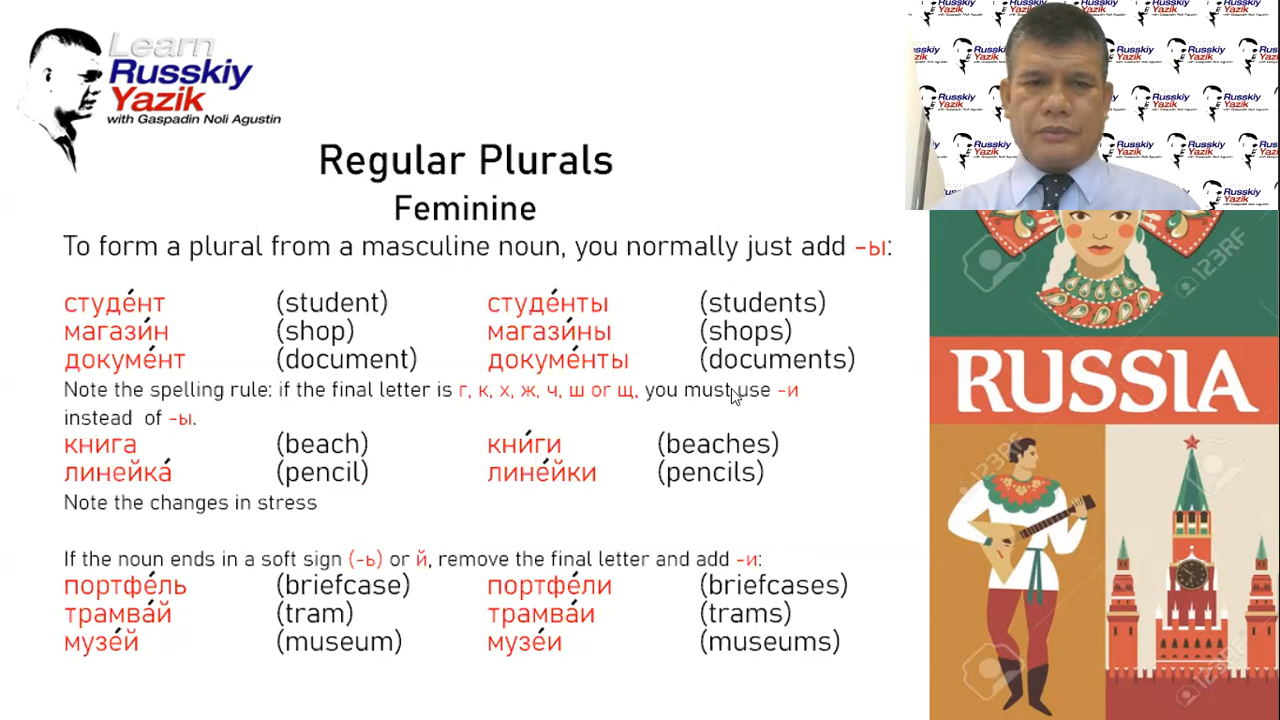 Learn
Russkiy
Yazik
with Gaspadin Noli Agustin
Regular Plurals
Feminine
To form a plural from a masculine noun, you normally just add -ы:
студе́нт (student) студе́нты (students)
магази́н (shop) магази́ны (shops)
докуме́нт (document) докуме́нты (documents)
Note the spelling rule: if the final letter is г, к, х, ж, ч, ш or щ, you must use -и
instead of -ы.
книга (beach) кни́ги (beaches)
линейка́ (pencil) лине́йки (pencils)
Note the changes in stress
If the noun ends in a soft sign (-ь) or й, remove the final letter and add -и:
портфе́ль (briefcase) портфе́ли (briefcases)
трамва́й (tram) трамва́и (trams)
музе́й (museum) музе́и (museums)
RUSSIA
123RF